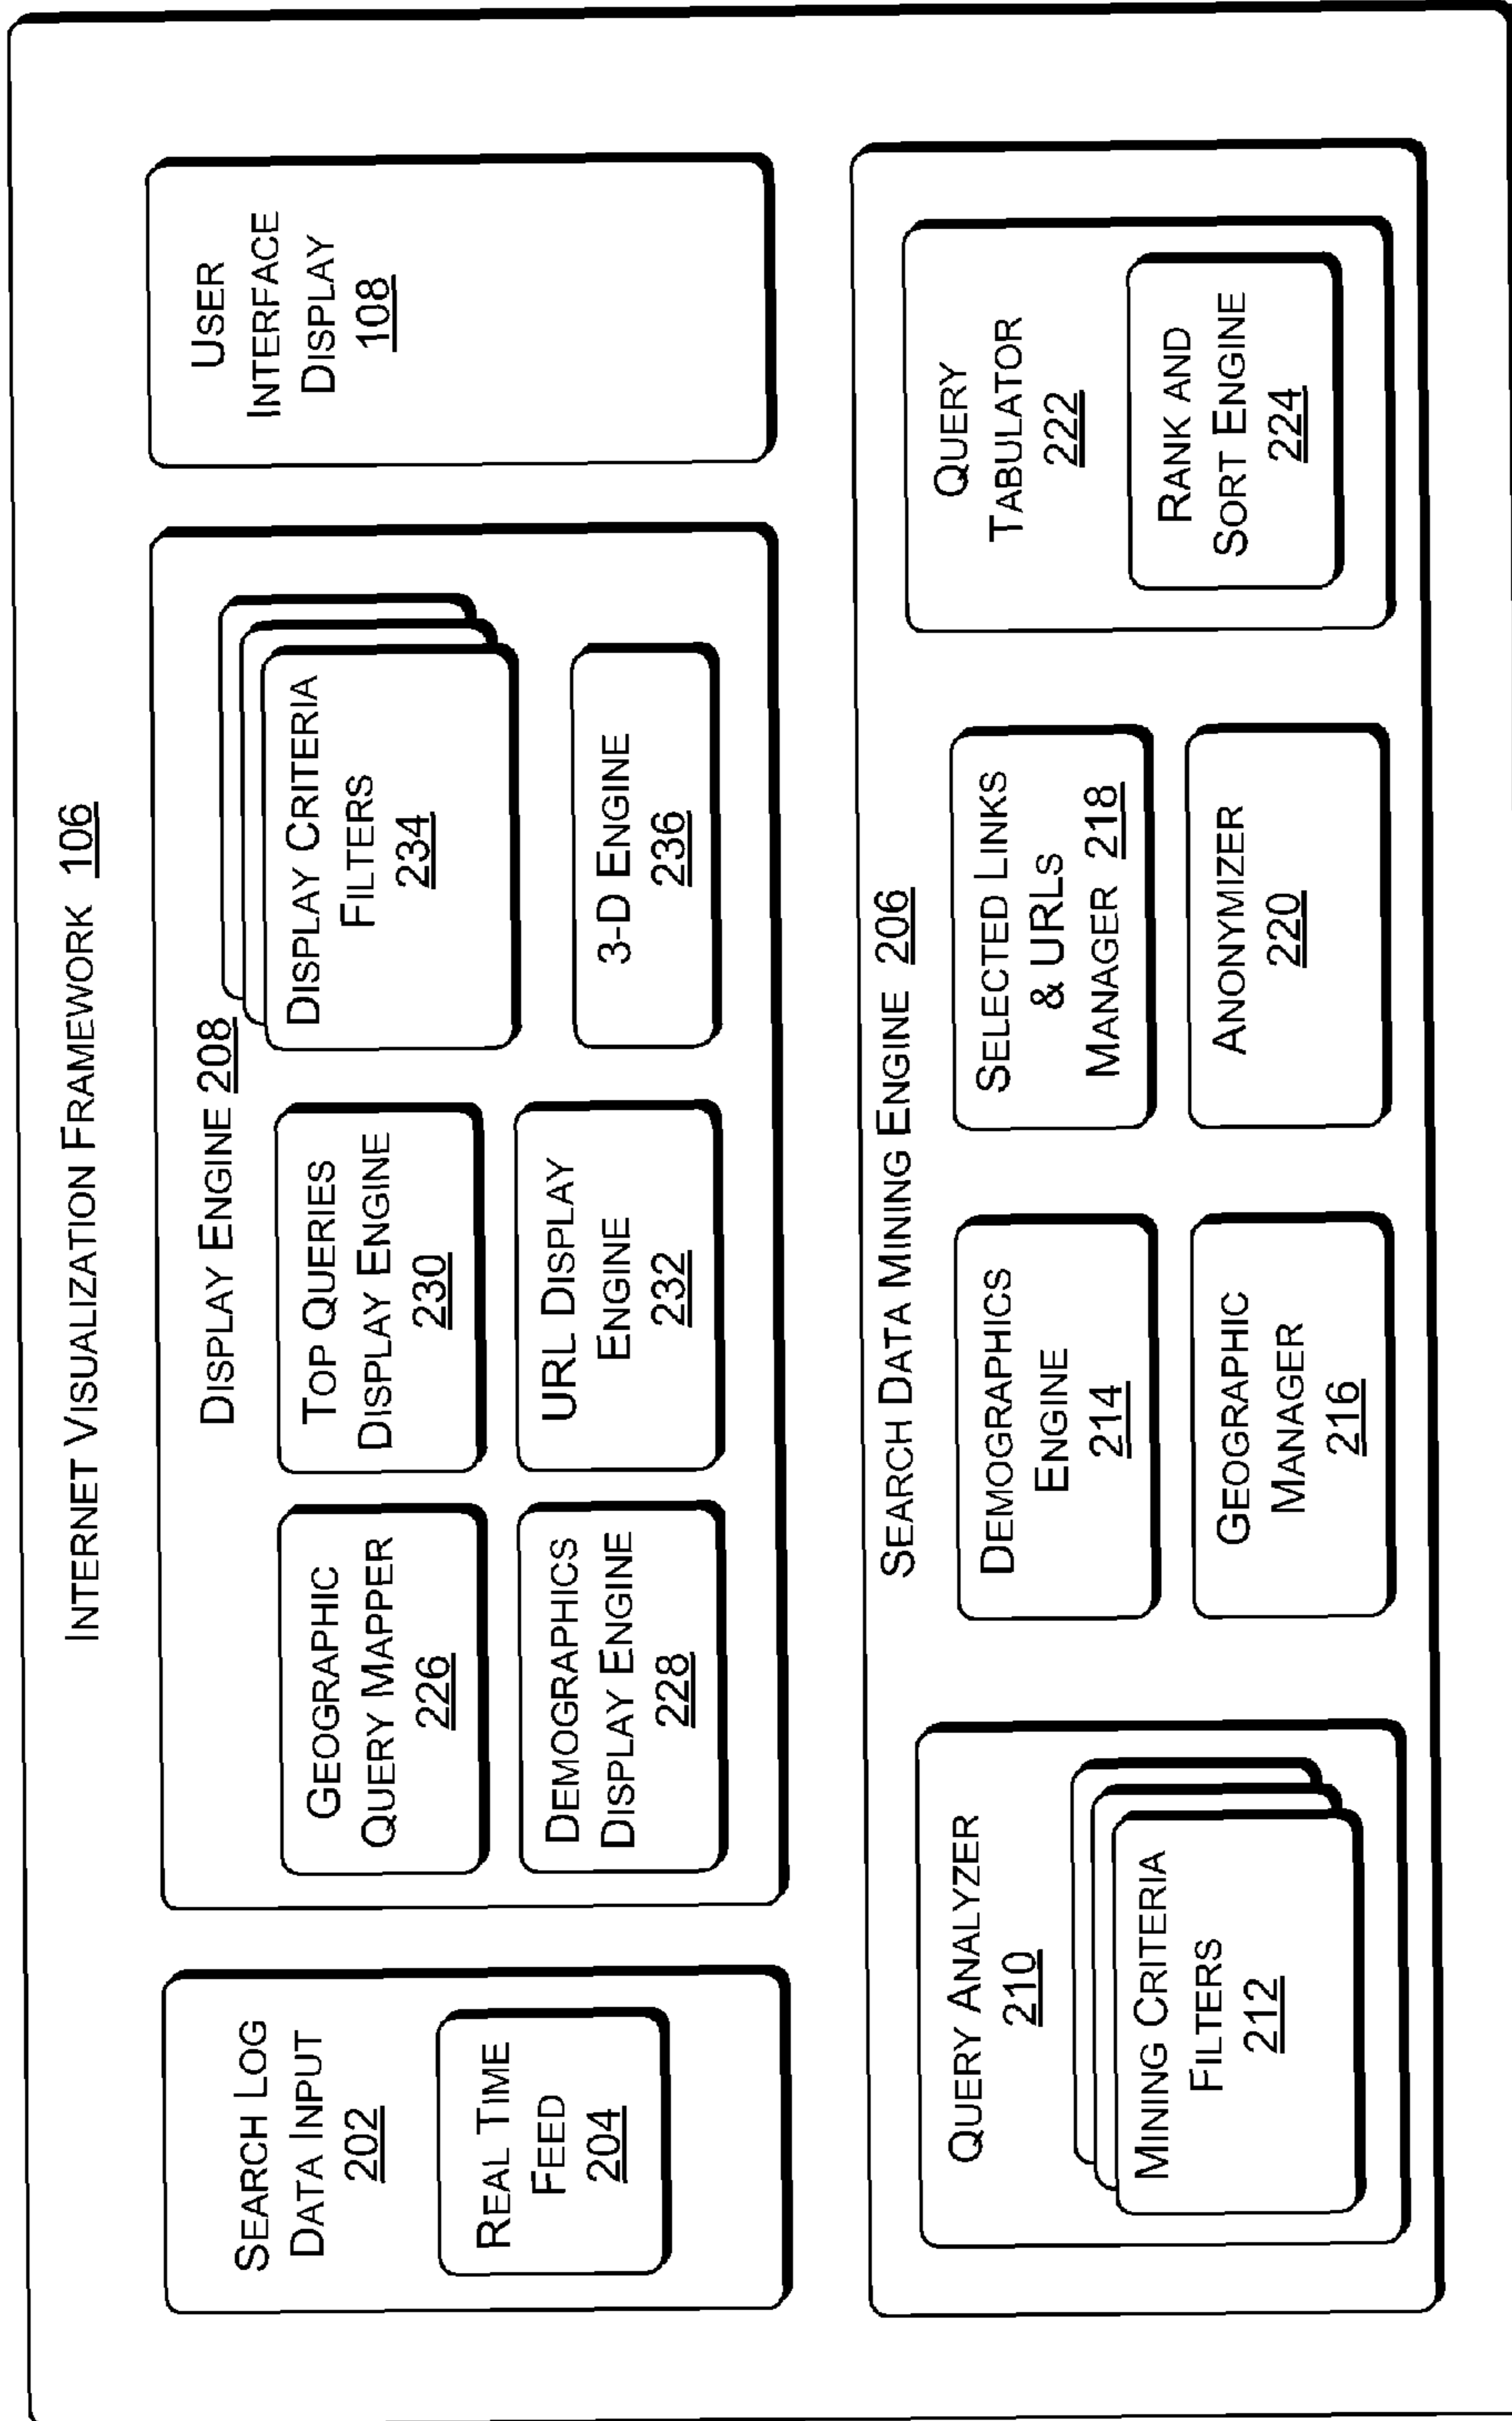 INTERNET VISUALIZATION FRAMEWORK 106
SEARCH LOG
DATA INPUT
202
REAL TIME
FEED
204
DISPLAY ENGINE 208
GEOGRAPHIC
QUERY MAPPER
226
DEMOGRAPHICS
DISPLAY ENGINE
228
TOP QUERIES
DISPLAY ENGINE
230
URL DISPLAY
ENGINE
232
DISPLAY CRITERIA
FILTERS
234
3-D ENGINE
236
USER
INTERFACE
DISPLAY
108
SEARCH DATA MINING ENGINE 206
QUERY ANALYZER
210
MINING CRITERIA
FILTERS
212
DEMOGRAPHICS
ENGINE
214
GEOGRAPHIC
MANAGER
216
SELECTED LINKS
& URLS
MANAGER 218
ANONYMIZER
220
QUERY
TABULATOR
222
RANK AND
SORT ENGINE
224